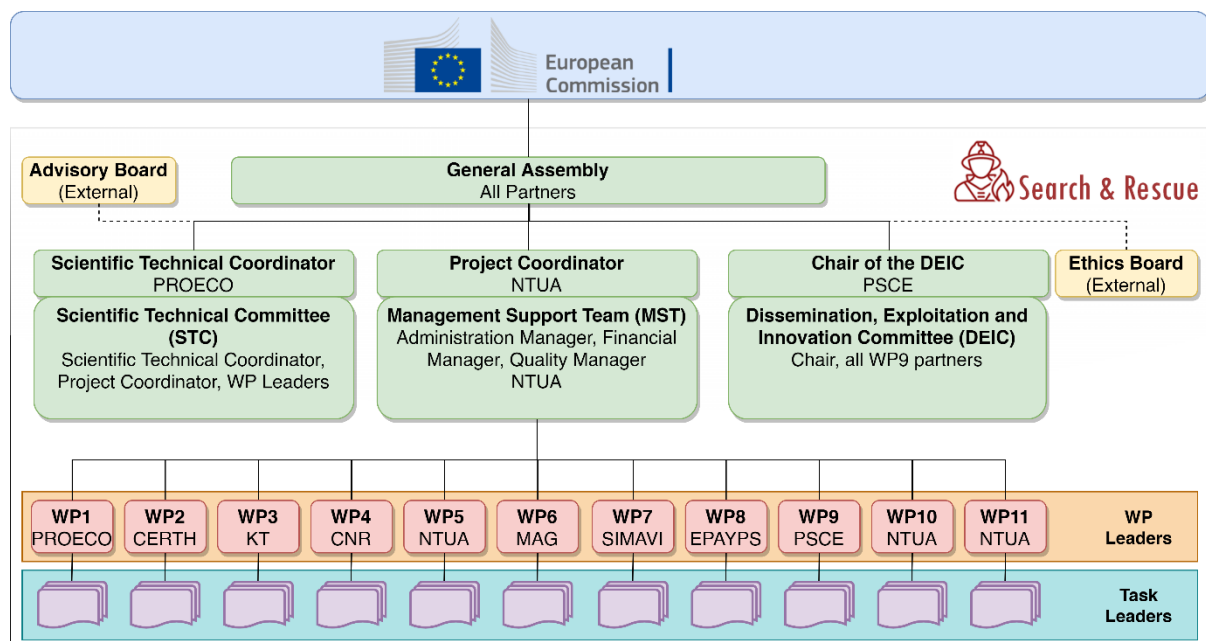 European
Commission
Advisory Board
(External)
General Assembly
All Partners
Search & Rescue
Scientific Technical Coordinator
PROECO
Project Coordinator
NTUA
Chair of the DEIC
PSCE
Ethics Board
(External)
Scientific Technical Committee
(STC)
Scientific Technical Coordinator,
Project Coordinator, WP Leaders
Management Support Team (MST)
Administration Manager, Financial
Manager, Quality Manager
NTUA
Dissemination, Exploitation and
Innovation Committee (DEIC)
Chair, all WP9 partners
WP1
PROECO
WP2
CERTH
WP3
KT
WP4
CNR
WP5
NTUA
WP6
MAG
WP7
SIMAVI
WP8
EPAYPS
WP9
PSCE
WP10
NTUA
WP11
NTUA
WP
Leaders
Task
Leaders